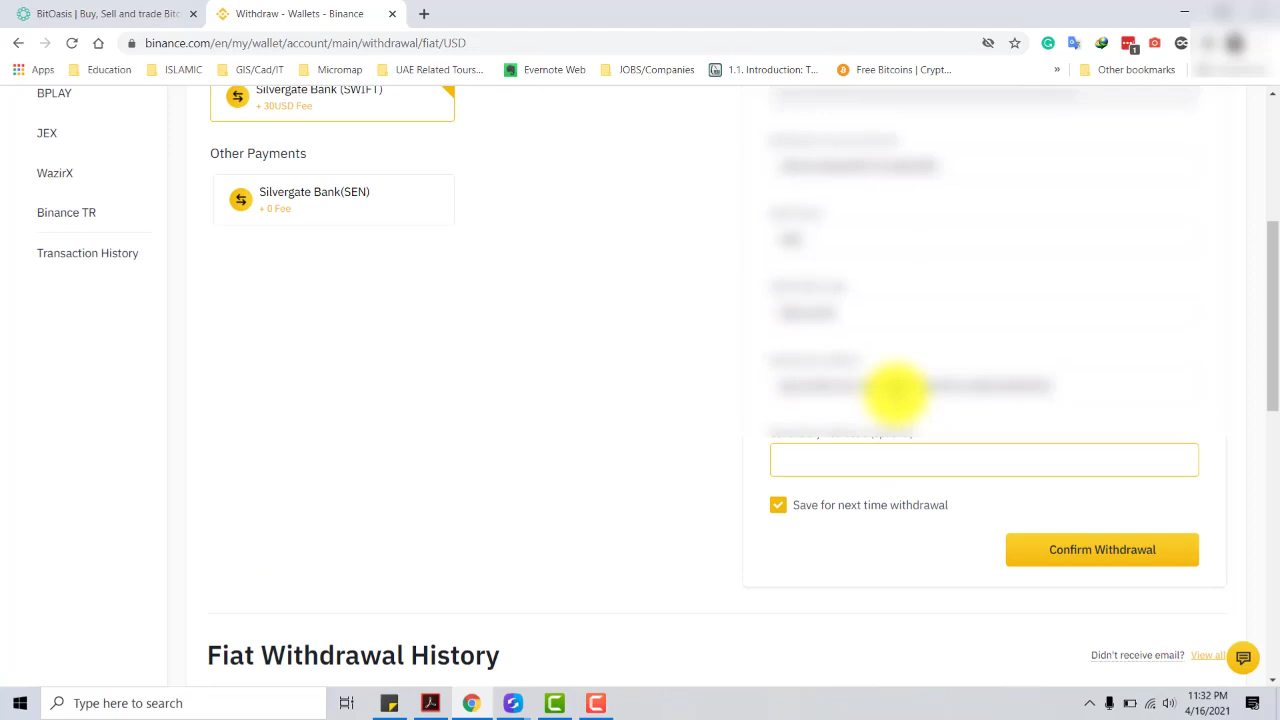 BitOasis | Buy, Sell and trade Bit
Withdraw - Wallets - Binance
binance.com/en/my/wallet/account/main/withdrawal/fiat/USD
1
Apps
Education
ISLAMIC
GIS/Cad/IT
Micromap
UAE Related Tours...
Evernote Web
JOBS/Companies
1.1. Introduction: T...
Free Bitcoins | Crypt...
»
Other bookmarks
BPLAY
JEX
WazirX
Binance TR
Transaction History
Silvergate Bank (SWIFT)
+ 30USD Fee
Other Payments
Silvergate Bank(SEN)
+ 0 Fee
Save for next time withdrawal
Confirm Withdrawal
Fiat Withdrawal History
Didn't receive email?
View all
Type here to search
11:32 PM
4/16/2021